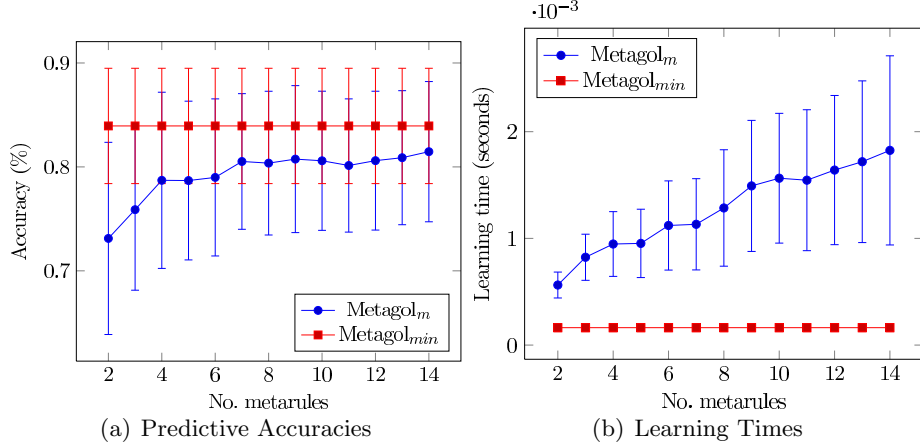 0.9
0.8
0.7
Accuracy (%)
Metagol_m
Metagol_min
2 4 6 8 10 12 14
No. metarules
(a) Predictive Accuracies
·10^−3
2
1
0
Learning time (seconds)
Metagol_m
Metagol_min
2 4 6 8 10 12 14
No. metarules
(b) Learning Times